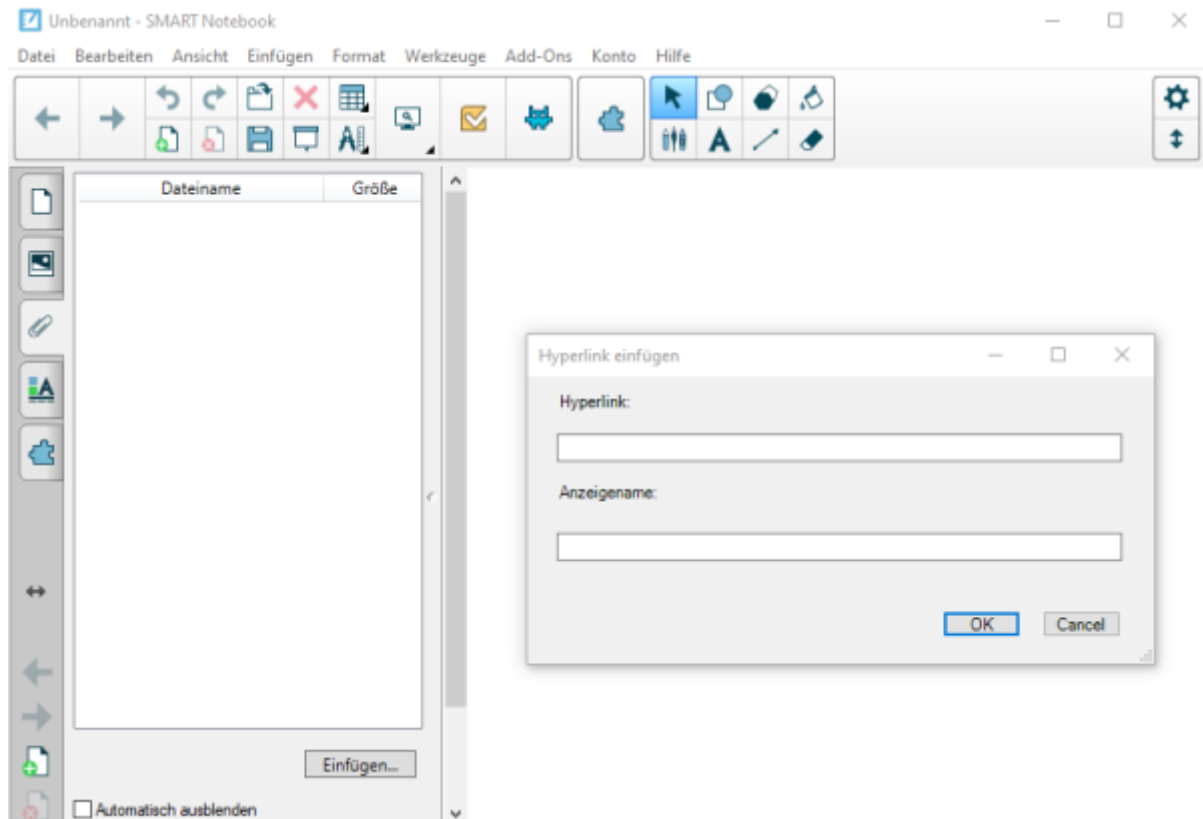 Unbenannt - SMART Notebook
Datei Bearbeiten Ansicht Einfügen Format Werkzeuge Add-Ons Konto Hilfe
Dateiname Größe
Hyperlink einfügen
Hyperlink:
Anzeigename:
OK Cancel
Einfügen...
Automatisch ausblenden